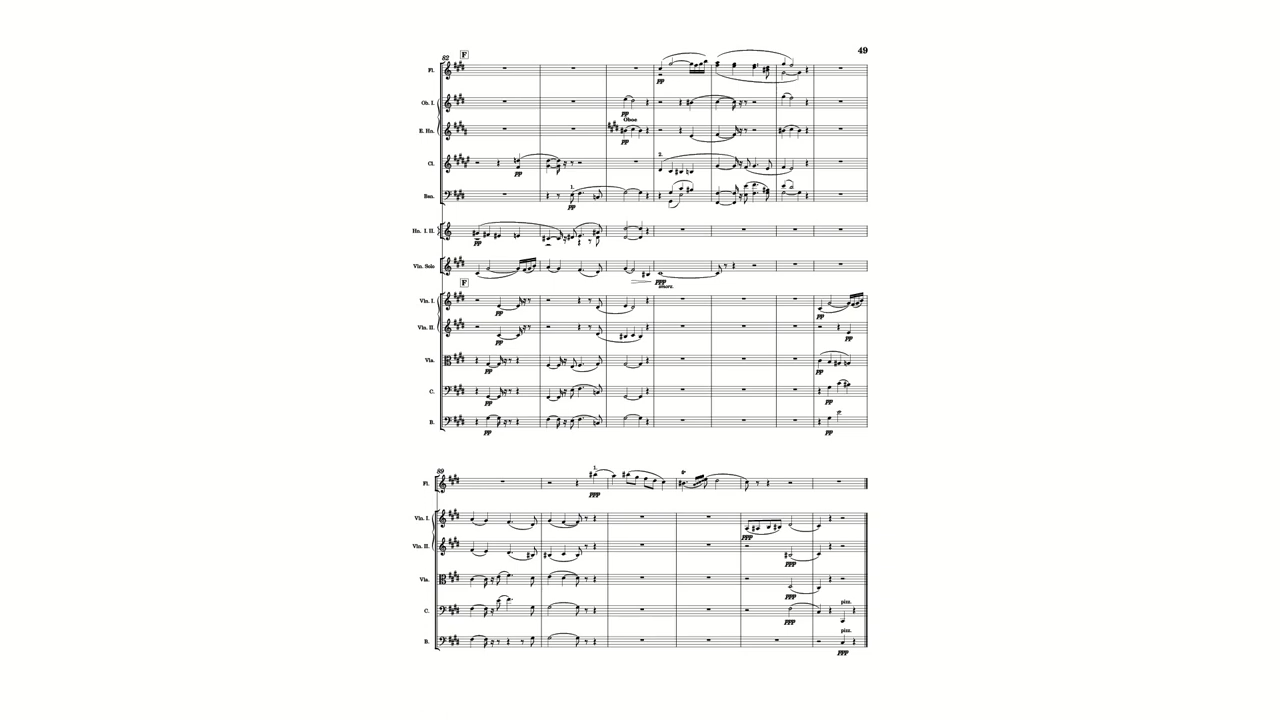 49
82
F
Fl.
pp
Ob. I.
pp
Oboe
E. Hn.
pp
2.
Cl.
pp
1.
Bsn.
pp
Hn. I II.
pp
Vln. Solo
ppp
smorz.
F
Vln. I.
pp
pp
Vln. II.
pp
pp
Vla.
pp
pp
C.
pp
pp
B.
pp
pp
89
1.
Fl.
ppp
Vln. I.
ppp
Vln. II.
ppp
Vla.
ppp
pizz.
C.
ppp
pizz.
B.
ppp